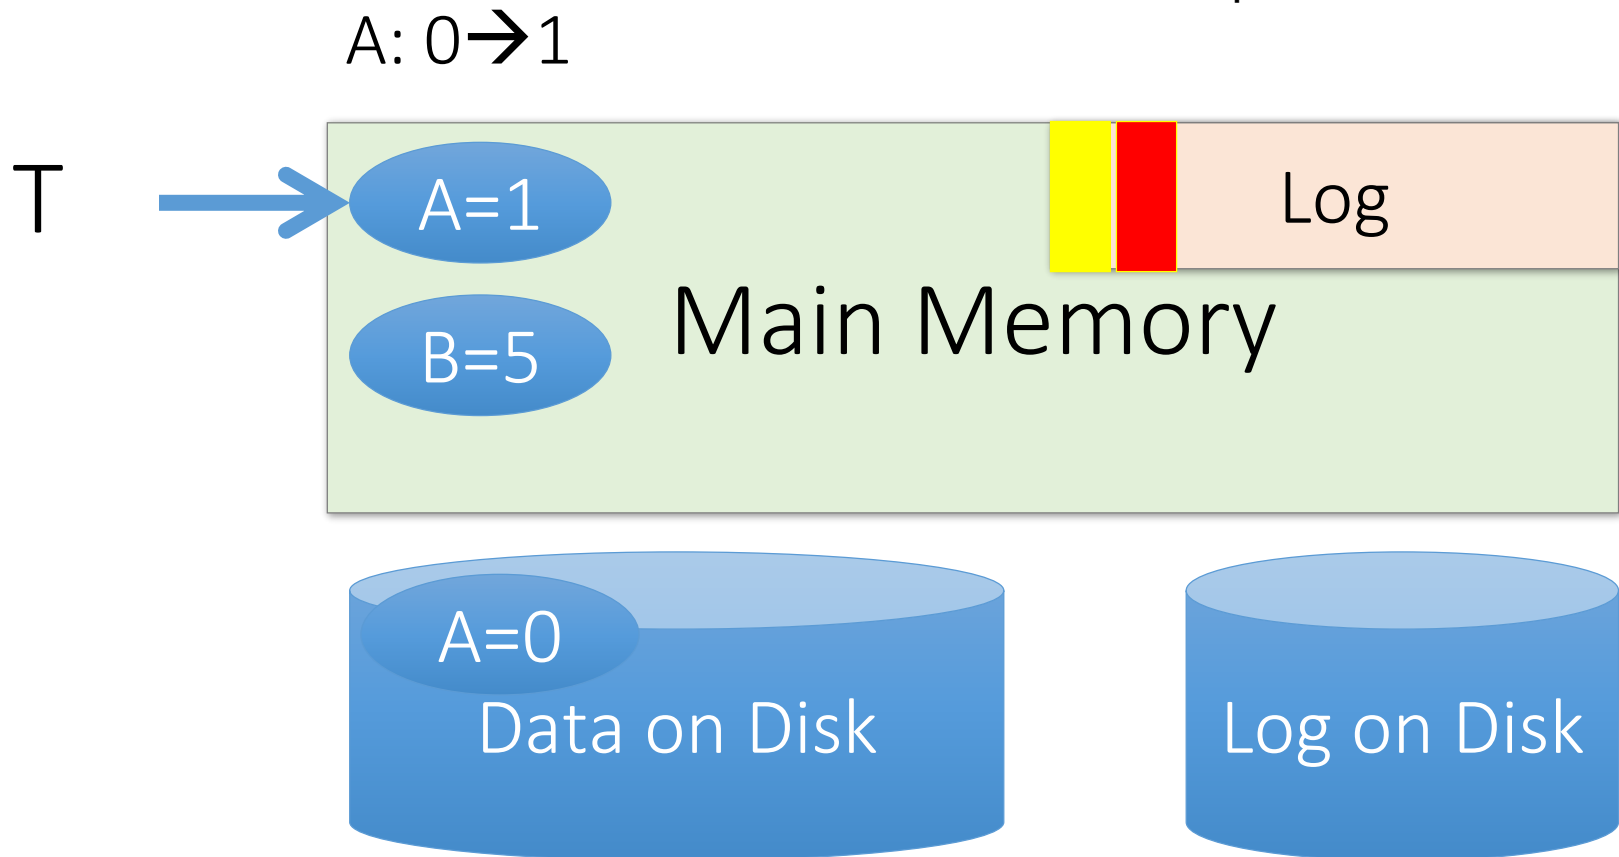 A: 0→1
T
A=1
Log
Main Memory
B=5
A=0
Data on Disk
Log on Disk